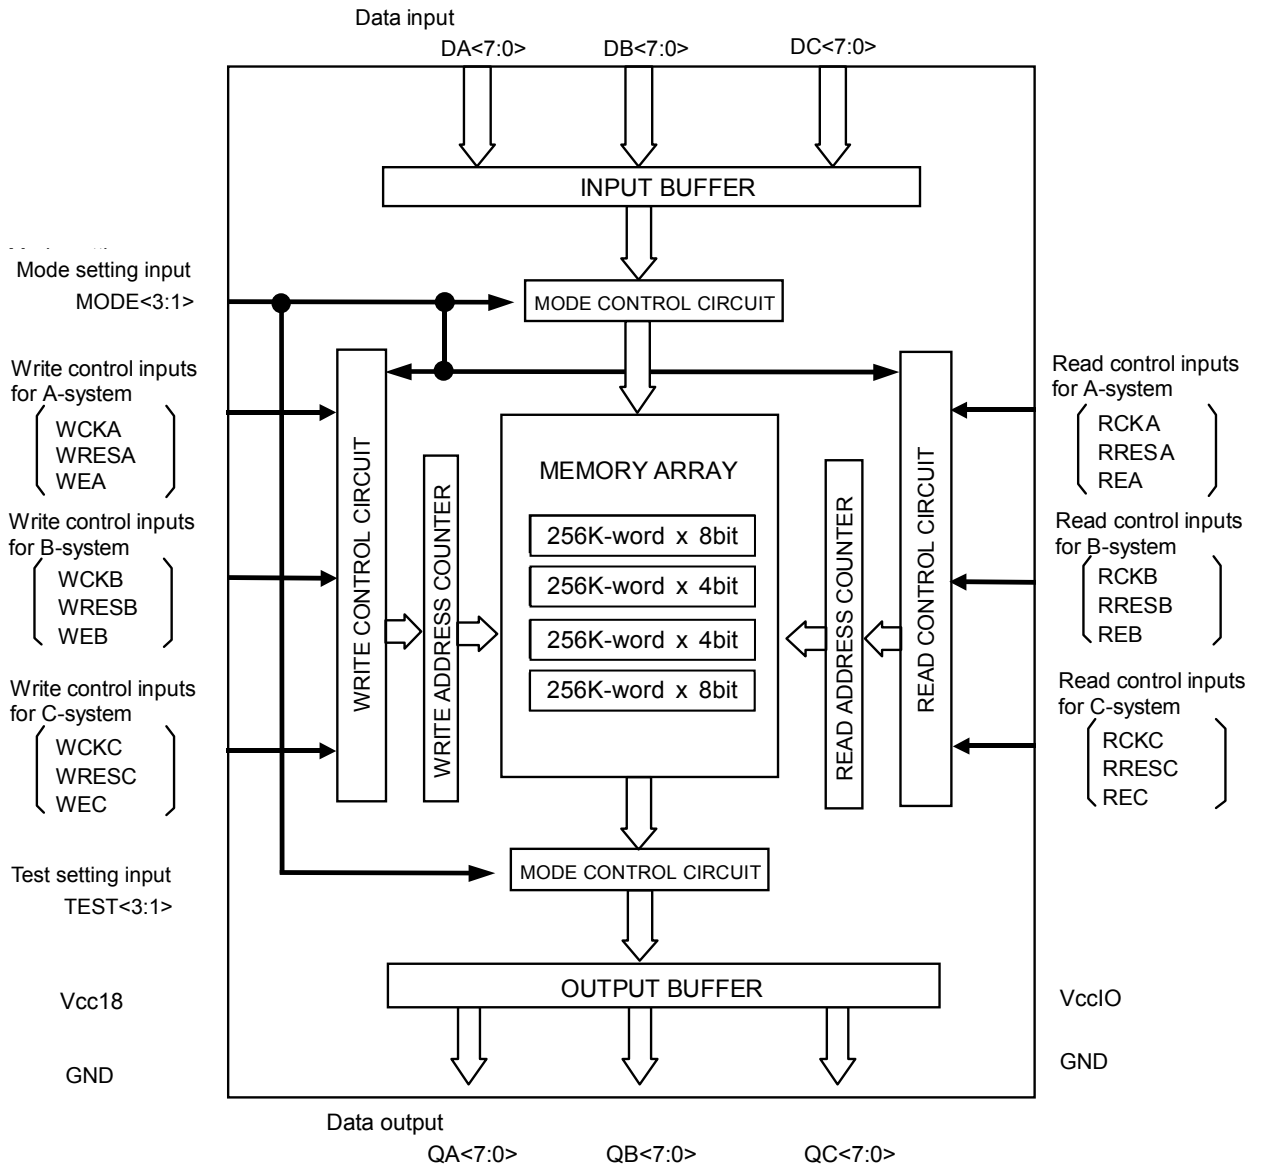 Data input
DA<7:0>
DB<7:0>
DC<7:0>
INPUT BUFFER
Mode setting input
MODE<3:1>
MODE CONTROL CIRCUIT
Write control inputs
for A-system
WCKA
WRESA
WEA
Write control inputs
for B-system
WCKB
WRESB
WEB
Write control inputs
for C-system
WCKC
WRESC
WEC
WRITE CONTROL CIRCUIT
WRITE ADDRESS COUNTER
MEMORY ARRAY
256K-word x 8bit
256K-word x 4bit
256K-word x 4bit
256K-word x 8bit
READ ADDRESS COUNTER
READ CONTROL CIRCUIT
Read control inputs
for A-system
RCKA
RRESA
REA
Read control inputs
for B-system
RCKB
RRESB
REB
Read control inputs
for C-system
RCKC
RRESC
REC
MODE CONTROL CIRCUIT
Test setting input
TEST<3:1>
OUTPUT BUFFER
Vcc18
GND
VccIO
GND
Data output
QA<7:0>
QB<7:0>
QC<7:0>